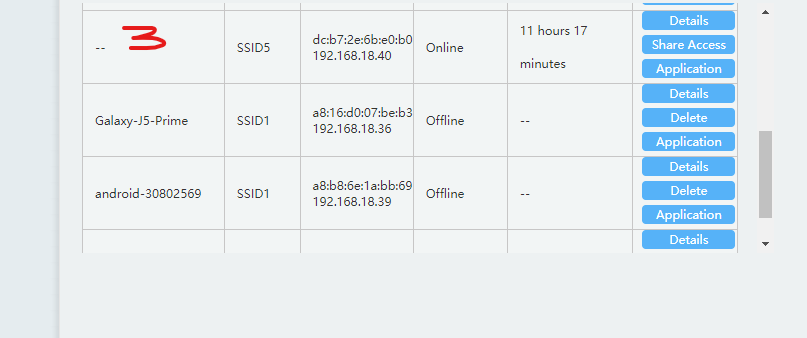 Details
-- 3 SSID5 dc:b7:2e:6b:e0:b0 Online 11 hours 17 Share Access
192.168.18.40 minutes Application
Details
Galaxy-J5-Prime SSID1 a8:16:d0:07:be:b3 Offline -- Delete
192.168.18.36 Application
Details
android-30802569 SSID1 a8:b8:6e:1a:bb:69 Offline -- Delete
192.168.18.39 Application
Details